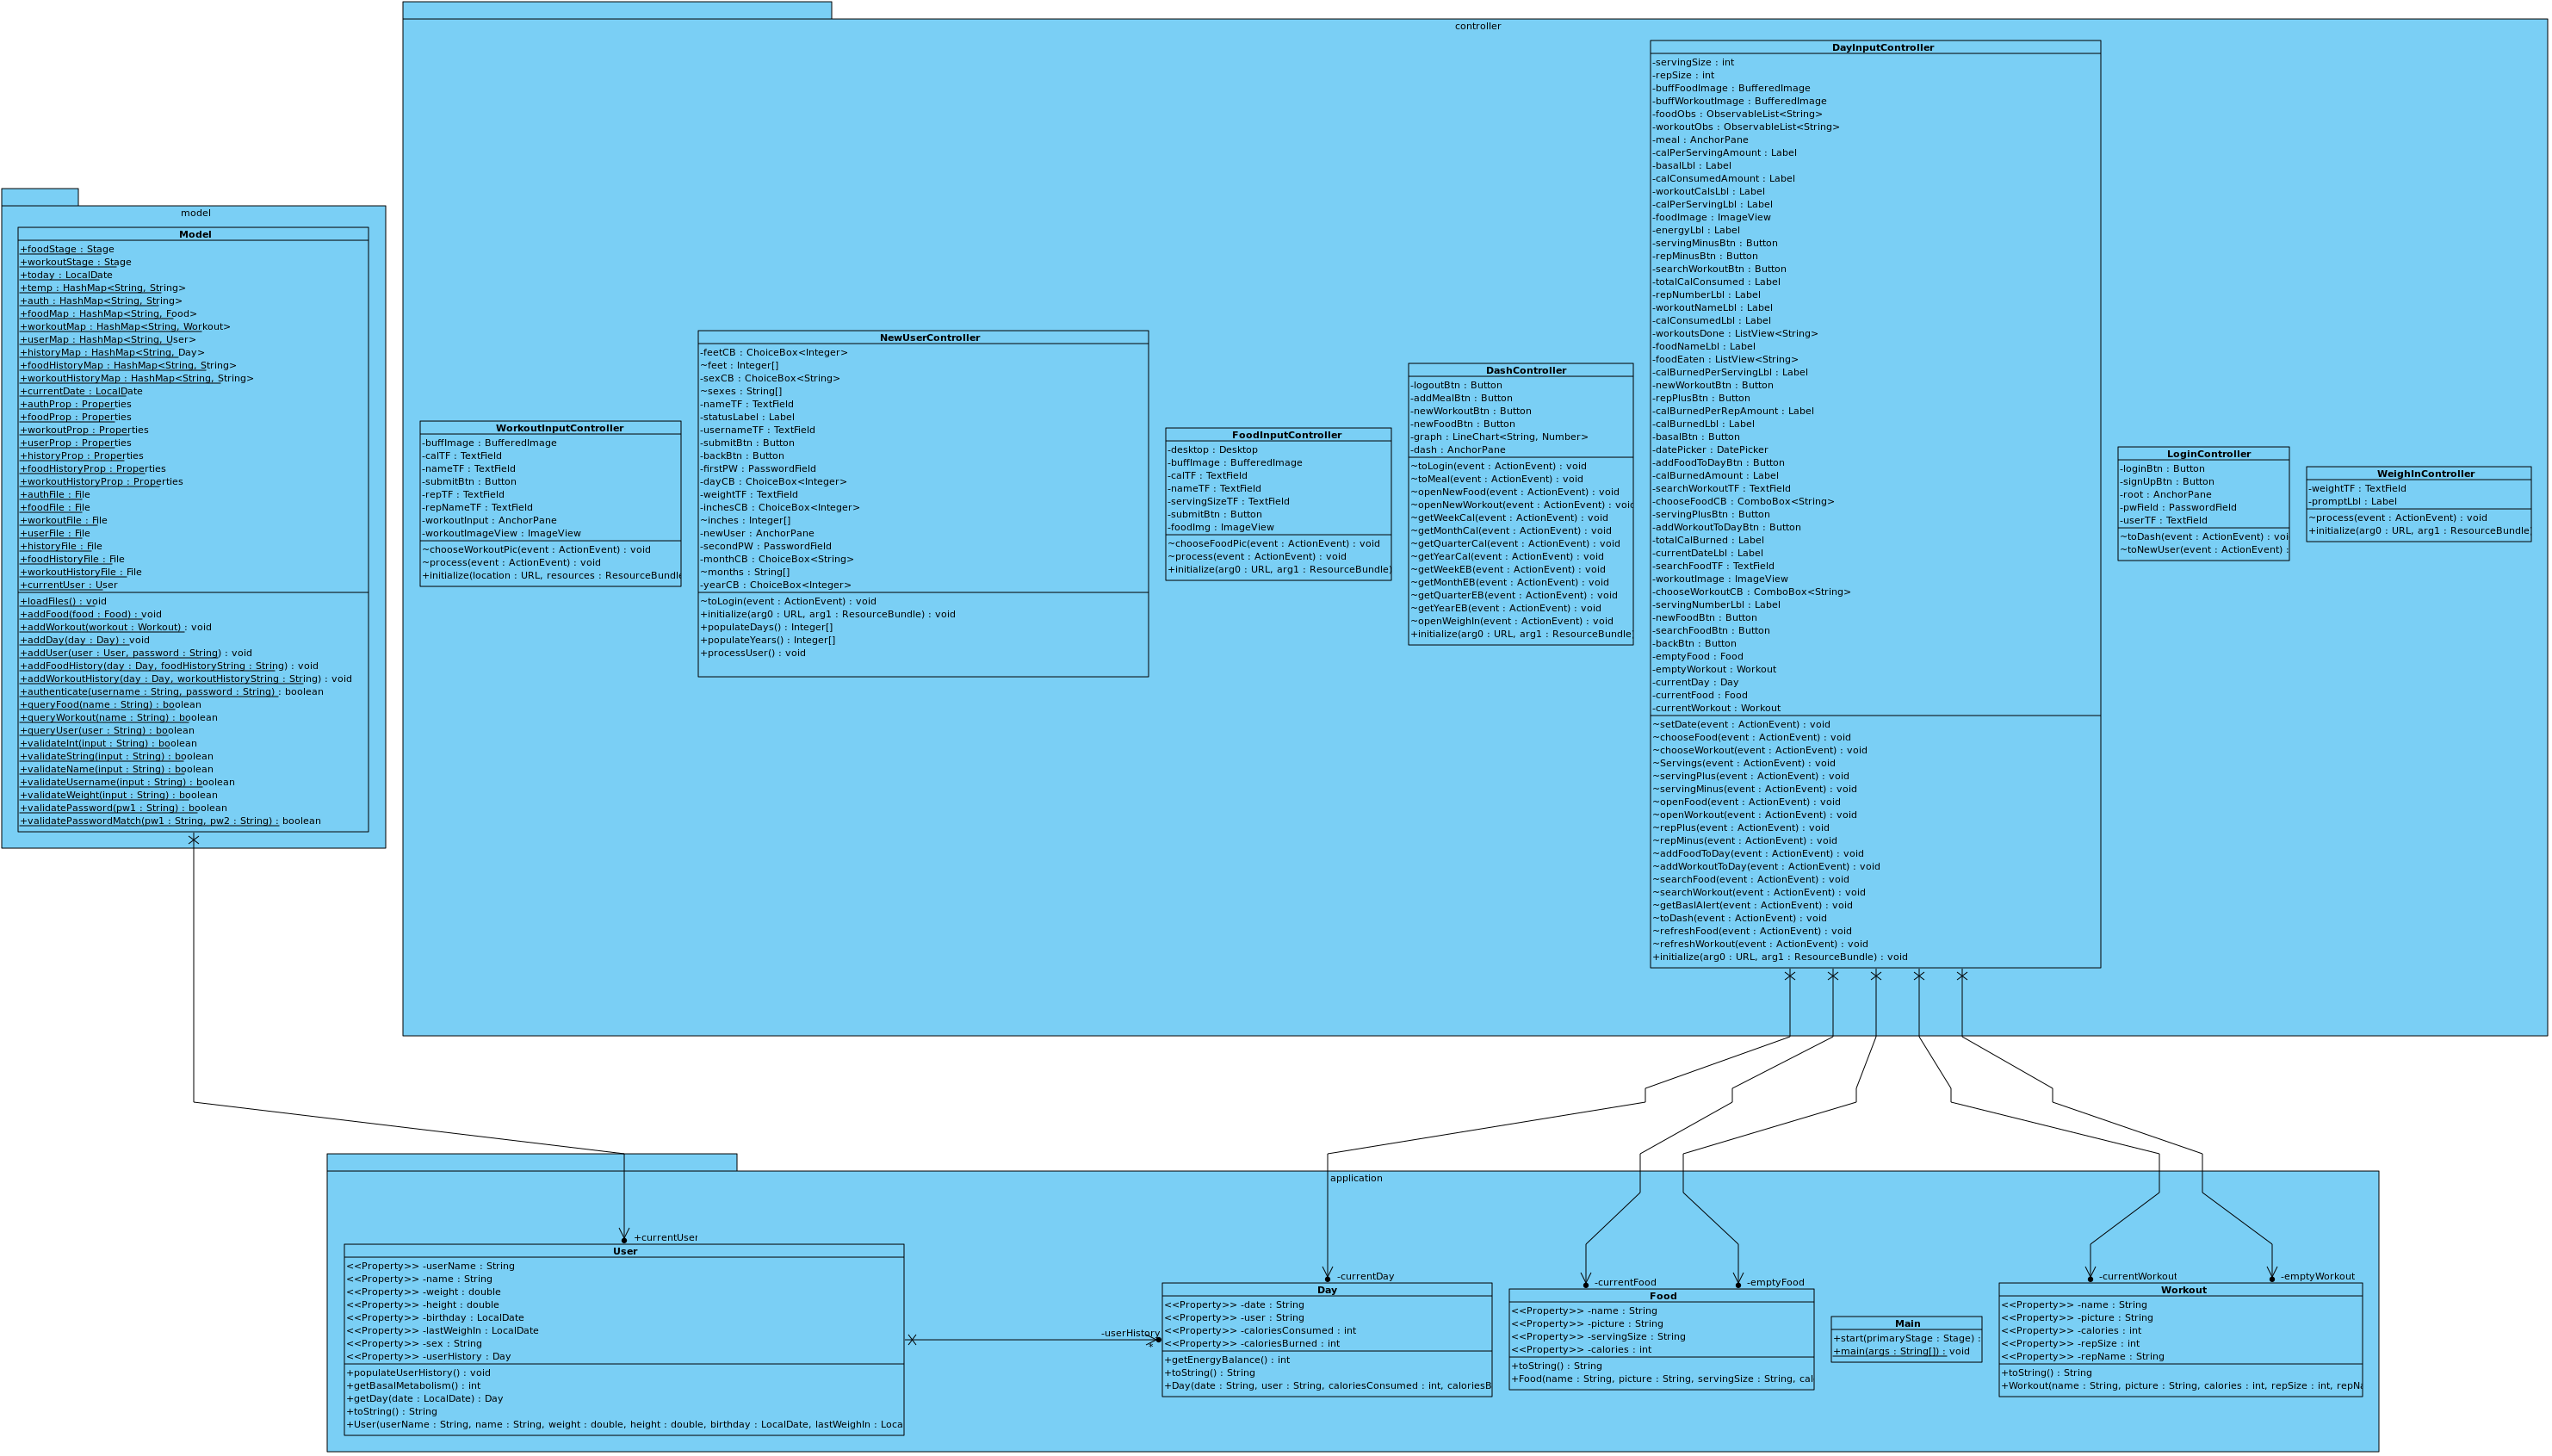 controller
DayInputController
-servingSize : int
-repSize : int
-buffFoodImage : BufferedImage
-buffWorkoutImage : BufferedImage
-foodObs : ObservableList<String>
-workoutObs : ObservableList<String>
-meal : AnchorPane
-calPerServingAmount : Label
-basalLbl : Label
-calConsumedAmount : Label
-workoutCalsLbl : Label
-calPerServingLbl : Label
-foodImage : ImageView
-energyLbl : Label
-servingMinusBtn : Button
-repMinusBtn : Button
-searchWorkoutBtn : Button
-totalCalConsumed : Label
-repNumberLbl : Label
-workoutNameLbl : Label
-calConsumedLbl : Label
-workoutsDone : ListView<String>
-foodNameLbl : Label
-foodEaten : ListView<String>
-calBurnedPerServingLbl : Label
-newWorkoutBtn : Button
-repPlusBtn : Button
-calBurnedPerRepAmount : Label
-calBurnedLbl : Label
-basalBtn : Button
-datePicker : DatePicker
-addFoodToDayBtn : Button
-calBurnedAmount : Label
-searchWorkoutTF : TextField
-chooseFoodCB : ComboBox<String>
-servingPlusBtn : Button
-addWorkoutToDayBtn : Button
-totalCalBurned : Label
-currentDateLbl : Label
-searchFoodTF : TextField
-workoutImage : ImageView
-chooseWorkoutCB : ComboBox<String>
-servingNumberLbl : Label
-newFoodBtn : Button
-searchFoodBtn : Button
-backBtn : Button
-emptyFood : Food
-emptyWorkout : Workout
-currentDay : Day
-currentFood : Food
-currentWorkout : Workout
~setDate(event : ActionEvent) : void
~chooseFood(event : ActionEvent) : void
~chooseWorkout(event : ActionEvent) : void
~Servings(event : ActionEvent) : void
~servingPlus(event : ActionEvent) : void
~servingMinus(event : ActionEvent) : void
~openFood(event : ActionEvent) : void
~openWorkout(event : ActionEvent) : void
~repPlus(event : ActionEvent) : void
~repMinus(event : ActionEvent) : void
~addFoodToDay(event : ActionEvent) : void
~addWorkoutToDay(event : ActionEvent) : void
~searchFood(event : ActionEvent) : void
~searchWorkout(event : ActionEvent) : void
~getBaslAlert(event : ActionEvent) : void
~toDash(event : ActionEvent) : void
~refreshFood(event : ActionEvent) : void
~refreshWorkout(event : ActionEvent) : void
+initialize(arg0 : URL, arg1 : ResourceBundle) : void
model
Model
+foodStage : Stage
+workoutStage : Stage
+today : LocalDate
+temp : HashMap<String, String>
+auth : HashMap<String, String>
+foodMap : HashMap<String, Food>
+workoutMap : HashMap<String, Workout>
+userMap : HashMap<String, User>
+historyMap : HashMap<String, Day>
+foodHistoryMap : HashMap<String, String>
+workoutHistoryMap : HashMap<String, String>
+currentDate : LocalDate
+authProp : Properties
+foodProp : Properties
+workoutProp : Properties
+userProp : Properties
+historyProp : Properties
+foodHistoryProp : Properties
+workoutHistoryProp : Properties
+authFile : File
+foodFile : File
+workoutFile : File
+userFile : File
+historyFile : File
+foodHistoryFile : File
+workoutHistoryFile : File
+currentUser : User
+loadFiles() : void
+addFood(food : Food) : void
+addWorkout(workout : Workout) : void
+addDay(day : Day) : void
+addUser(user : User, password : String) : void
+addFoodHistory(day : Day, foodHistoryString : String) : void
+addWorkoutHistory(day : Day, workoutHistoryString : String) : void
+authenticate(username : String, password : String) : boolean
+queryFood(name : String) : boolean
+queryWorkout(name : String) : boolean
+queryUser(user : String) : boolean
+validateInt(input : String) : boolean
+validateString(input : String) : boolean
+validateName(input : String) : boolean
+validateUsername(input : String) : boolean
+validateWeight(input : String) : boolean
+validatePassword(pw1 : String) : boolean
+validatePasswordMatch(pw1 : String, pw2 : String) : boolean
WorkoutInputController
-buffImage : BufferedImage
-calTF : TextField
-nameTF : TextField
-submitBtn : Button
-repTF : TextField
-repNameTF : TextField
-workoutInput : AnchorPane
-workoutImageView : ImageView
~chooseWorkoutPic(event : ActionEvent) : void
~process(event : ActionEvent) : void
+initialize(location : URL, resources : ResourceBundle
NewUserController
-feetCB : ChoiceBox<Integer>
~feet : Integer[]
-sexCB : ChoiceBox<String>
~sexes : String[]
-nameTF : TextField
-statusLabel : Label
-usernameTF : TextField
-submitBtn : Button
-backBtn : Button
-firstPW : PasswordField
-dayCB : ChoiceBox<Integer>
-weightTF : TextField
-inchesCB : ChoiceBox<Integer>
~inches : Integer[]
-newUser : AnchorPane
-secondPW : PasswordField
-monthCB : ChoiceBox<String>
~months : String[]
-yearCB : ChoiceBox<Integer>
~toLogin(event : ActionEvent) : void
+initialize(arg0 : URL, arg1 : ResourceBundle) : void
+populateDays() : Integer[]
+populateYears() : Integer[]
+processUser() : void
FoodInputController
-desktop : Desktop
-buffImage : BufferedImage
-calTF : TextField
-nameTF : TextField
-servingSizeTF : TextField
-submitBtn : Button
-foodImg : ImageView
~chooseFoodPic(event : ActionEvent) : void
~process(event : ActionEvent) : void
+initialize(arg0 : URL, arg1 : ResourceBundle)
DashController
-logoutBtn : Button
-addMealBtn : Button
-newWorkoutBtn : Button
-newFoodBtn : Button
-graph : LineChart<String, Number>
-dash : AnchorPane
~toLogin(event : ActionEvent) : void
~toMeal(event : ActionEvent) : void
~openNewFood(event : ActionEvent) : void
~openNewWorkout(event : ActionEvent) : void
~getWeekCal(event : ActionEvent) : void
~getMonthCal(event : ActionEvent) : void
~getQuarterCal(event : ActionEvent) : void
~getYearCal(event : ActionEvent) : void
~getWeekEB(event : ActionEvent) : void
~getMonthEB(event : ActionEvent) : void
~getQuarterEB(event : ActionEvent) : void
~getYearEB(event : ActionEvent) : void
~openWeighIn(event : ActionEvent) : void
+initialize(arg0 : URL, arg1 : ResourceBundle
LoginController
-loginBtn : Button
-signUpBtn : Button
-root : AnchorPane
-pwField : PasswordField
-userTF : TextField
~toDash(event : ActionEvent) : voi
~toNewUser(event : ActionEvent) :
WeighInController
-weightTF : TextField
-promptLbl : Label
~process(event : ActionEvent) : void
+initialize(arg0 : URL, arg1 : ResourceBundle
application
+currentUser
User
<<Property>> -userName : String
<<Property>> -name : String
<<Property>> -weight : double
<<Property>> -height : double
<<Property>> -birthday : LocalDate
<<Property>> -lastWeighIn : LocalDate
<<Property>> -sex : String
<<Property>> -userHistory : Day
+populateUserHistory() : void
+getBasalMetabolism() : int
+getDay(date : LocalDate) : Day
+toString() : String
+User(userName : String, name : String, weight : double, height : double, birthday : LocalDate, lastWeighIn : Loca
-userHistory
*
-currentDay
Day
<<Property>> -date : String
<<Property>> -user : String
<<Property>> -caloriesConsumed : int
<<Property>> -caloriesBurned : int
+getEnergyBalance() : int
+toString() : String
+Day(date : String, user : String, caloriesConsumed : int, caloriesB
-currentFood
-emptyFood
Food
<<Property>> -name : String
<<Property>> -picture : String
<<Property>> -servingSize : String
<<Property>> -calories : int
+toString() : String
+Food(name : String, picture : String, servingSize : String, cal
Main
+start(primaryStage : Stage) :
+main(args : String[]) : void
-currentWorkout
-emptyWorkout
Workout
<<Property>> -name : String
<<Property>> -picture : String
<<Property>> -calories : int
<<Property>> -repSize : int
<<Property>> -repName : String
+toString() : String
+Workout(name : String, picture : String, calories : int, repSize : int, repNa